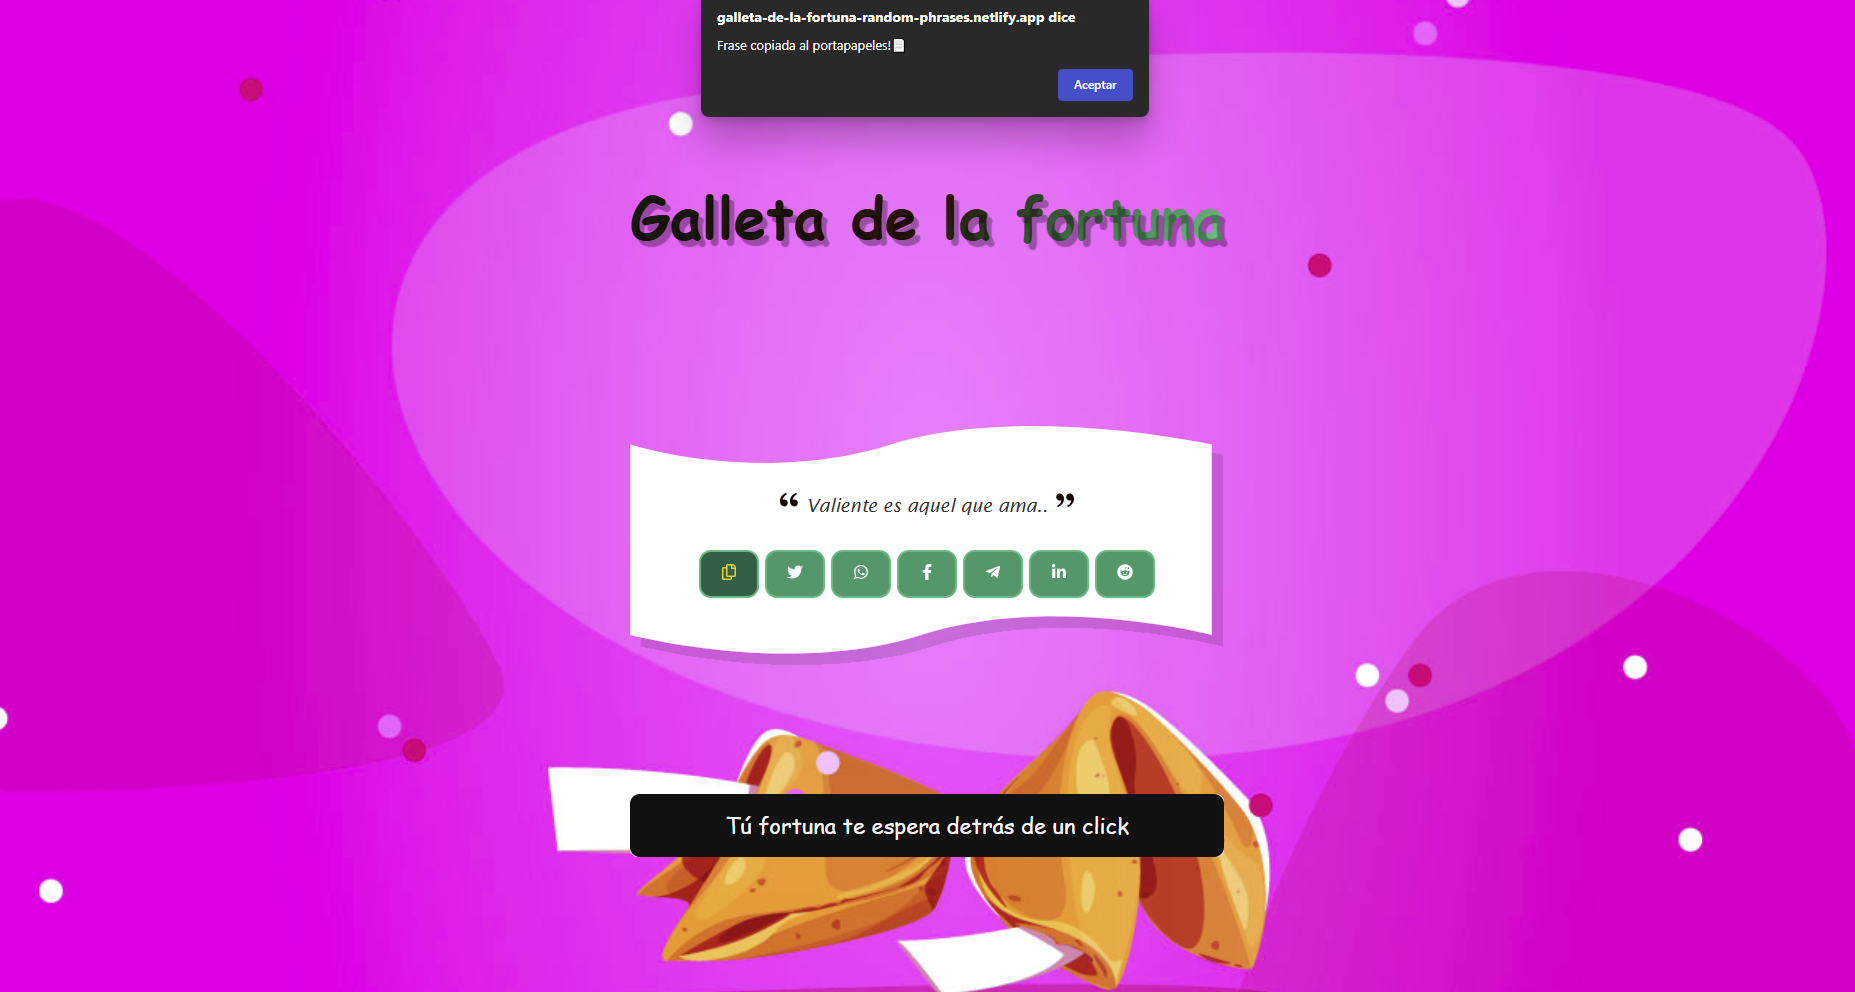 galleta-de-la-fortuna-random-phrases.netlify.app dice
Frase copiada al portapapeles!📄
Aceptar
Galleta de la fortuna
“ Valiente es aquel que ama.. ”
Tú fortuna te espera detrás de un click